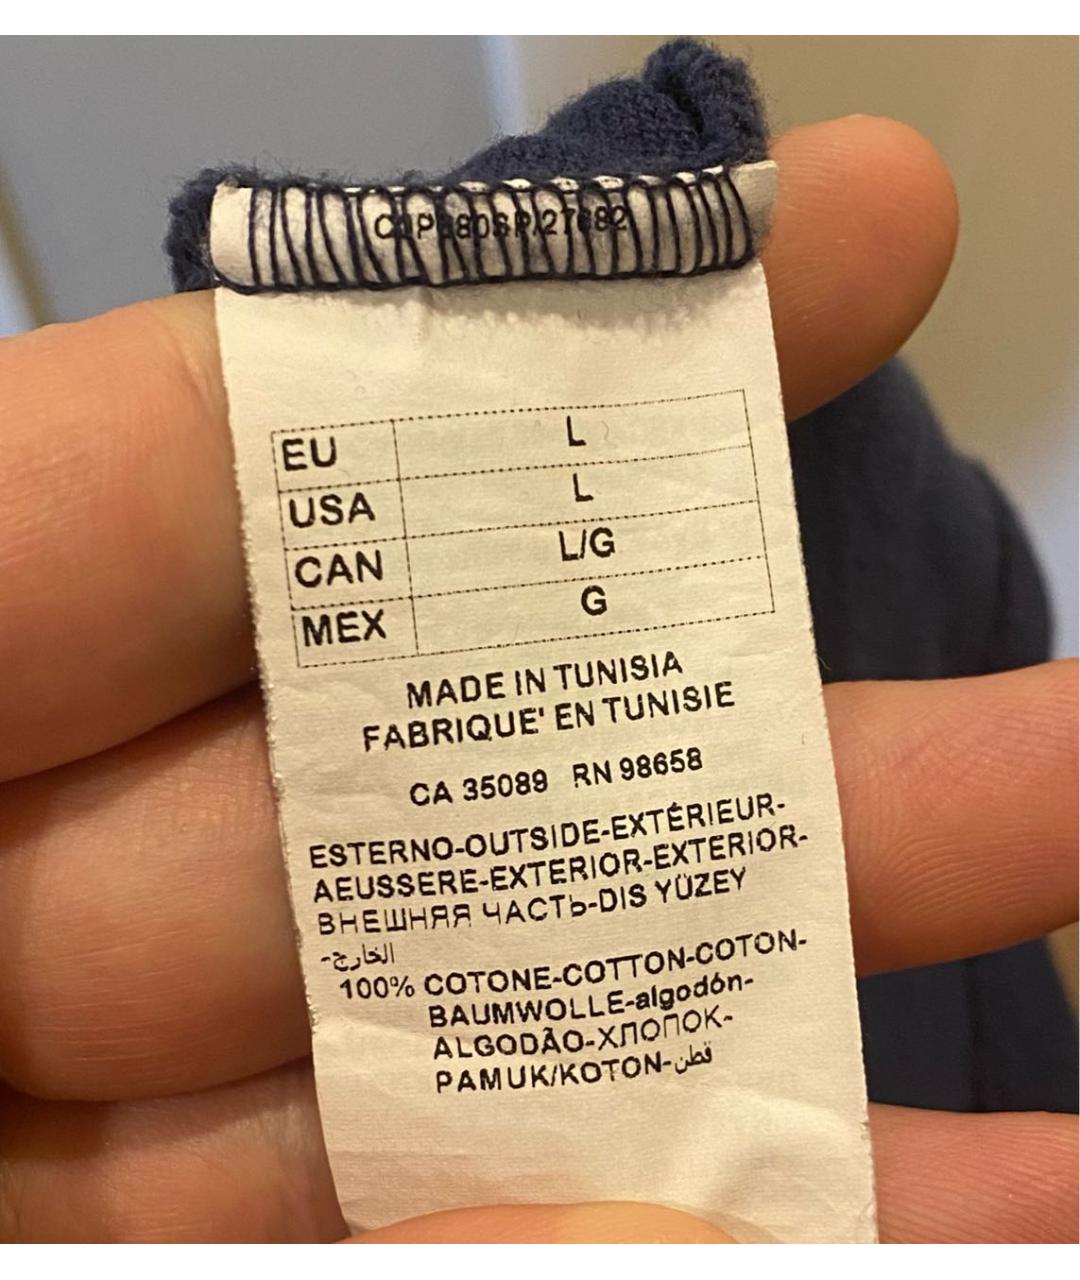 EU L
USA L
CAN L/G
MEX G
MADE IN TUNISIA
FABRIQUE' EN TUNISIE
CA 35089 RN 98658
ESTERNO-OUTSIDE-EXTÉRIEUR-
AEUSSERE-EXTERIOR-EXTERIOR-
ВНЕШНЯЯ ЧАСТЬ-DIS YÜZEY
الخارج-
100% COTONE-COTTON-COTON-
BAUMWOLLE-algodón-
ALGODÃO-ХЛОПОК-
PAMUK/KOTON-قطن